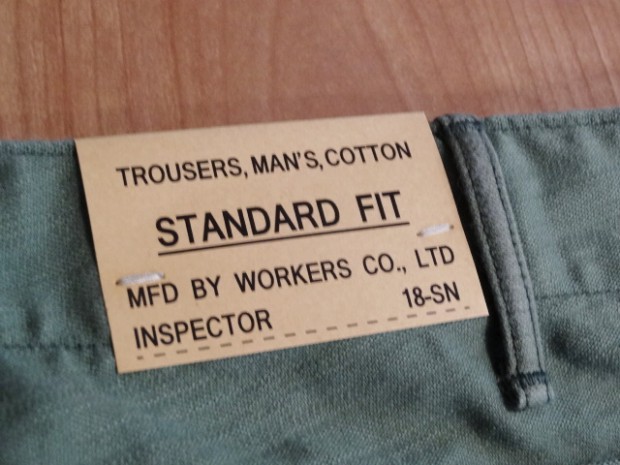 TROUSERS, MAN'S, COTTON
STANDARD FIT
MFD BY WORKERS CO., LTD
INSPECTOR 18-SN